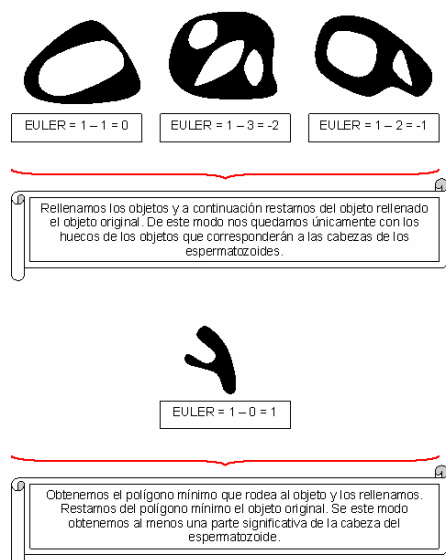 EULER = 1 – 1 = 0
EULER = 1 – 3 = -2
EULER = 1 – 2 = -1
Rellenamos los objetos y a continuación restamos del objeto rellenado
el objeto original. De este modo nos quedamos únicamente con los
huecos de los objetos que corresponderán a las cabezas de los
espermatozoides.
EULER = 1 – 0 = 1
Obtenemos el polígono mínimo que rodea al objeto y los rellenamos.
Restamos del polígono mínimo el objeto original. Se este modo
obtenemos al menos una parte significativa de la cabeza del
espermatozoide.